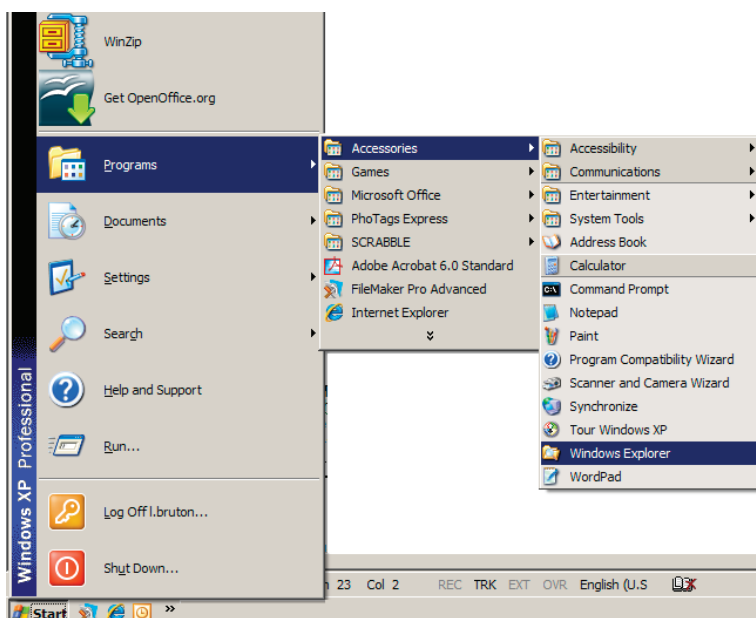 WinZip
Get OpenOffice.org
Programs
Documents
Settings
Search
Help and Support
Run...
Log Off l.bruton...
Shut Down...
Windows XP Professional
Accessories
Games
Microsoft Office
PhoTags Express
SCRABBLE
Adobe Acrobat 6.0 Standard
FileMaker Pro Advanced
Internet Explorer
Accessibility
Communications
Entertainment
System Tools
Address Book
Calculator
Command Prompt
Notepad
Paint
Program Compatibility Wizard
Scanner and Camera Wizard
Synchronize
Tour Windows XP
Windows Explorer
WordPad
23 Col 2 REC TRK EXT OVR English (U.S
Start